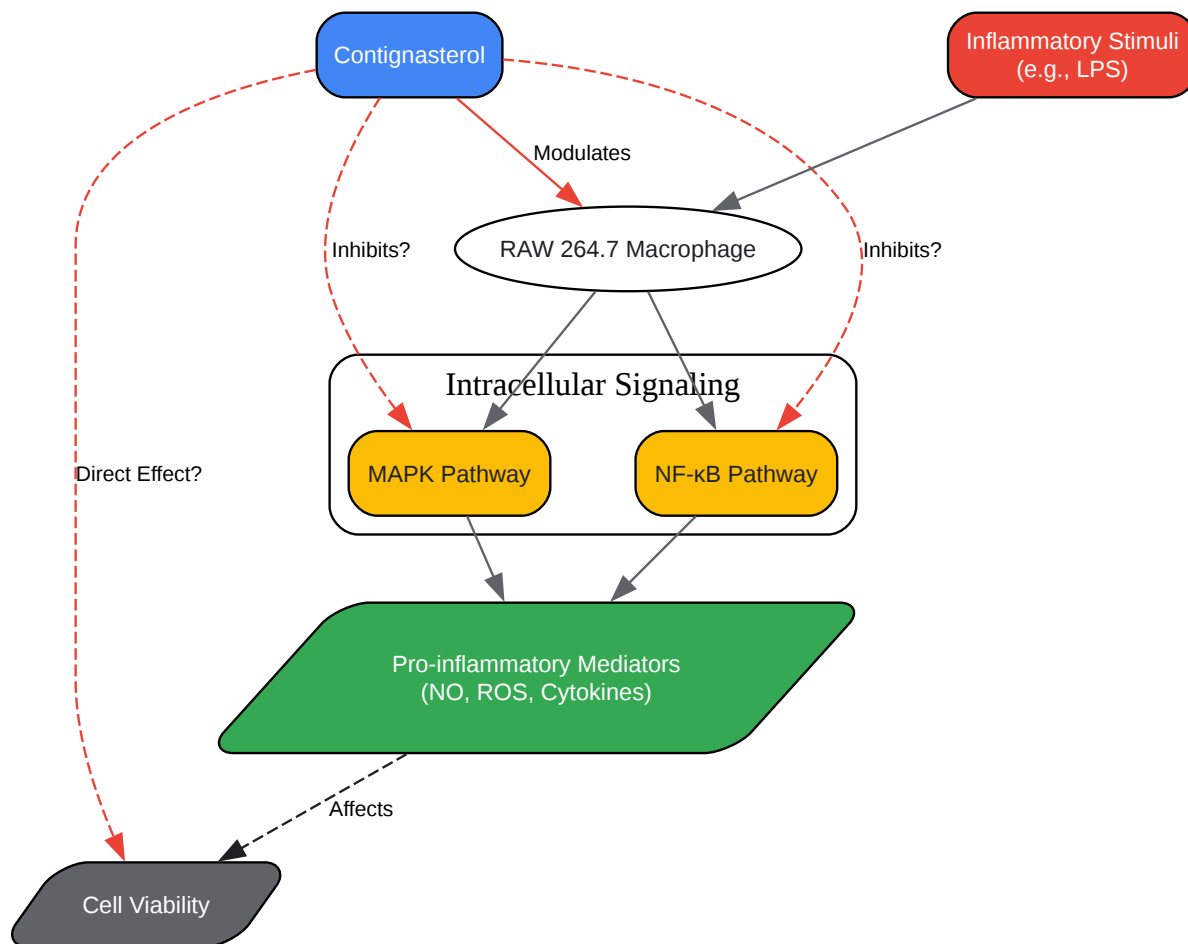 Contignasterol
Inflammatory Stimuli
(e.g., LPS)
Modulates
Inhibits?
RAW 264.7 Macrophage
Inhibits?
Intracellular Signaling
MAPK Pathway
NF-κB Pathway
Direct Effect?
Pro-inflammatory Mediators
(NO, ROS, Cytokines)
Affects
Cell Viability